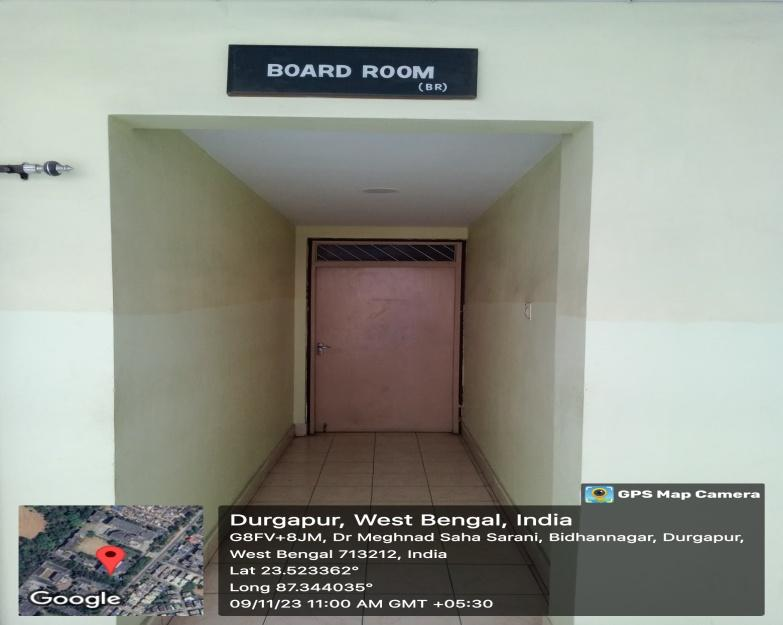 BOARD ROOM
(BR)
GPS Map Camera
Durgapur, West Bengal, India
G8FV+8JM, Dr Meghnad Saha Sarani, Bidhannagar, Durgapur,
West Bengal 713212, India
Lat 23.523362°
Long 87.344035°
09/11/23 11:00 AM GMT +05:30
Google